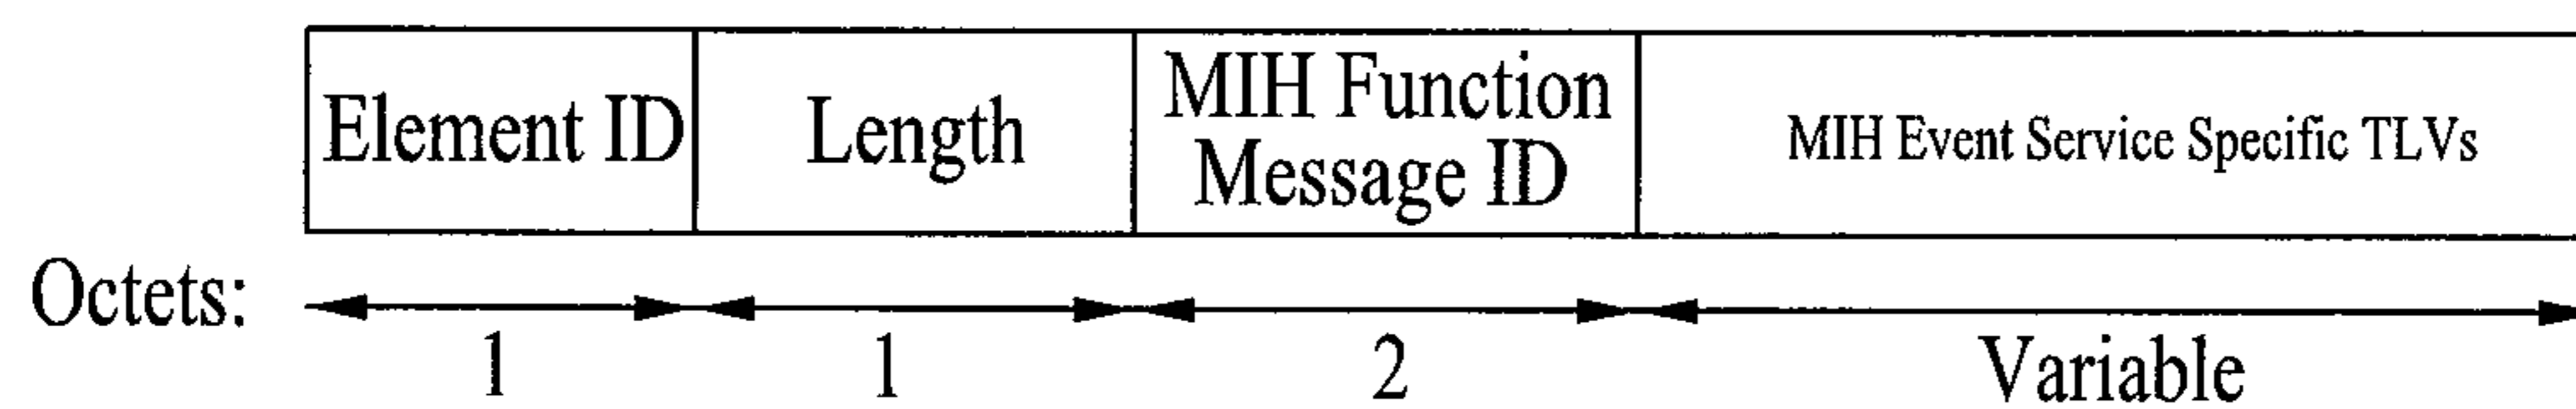 Element ID
Length
MIH Function
Message ID
MIH Event Service Specific TLVs
Octets:
1
1
2
Variable